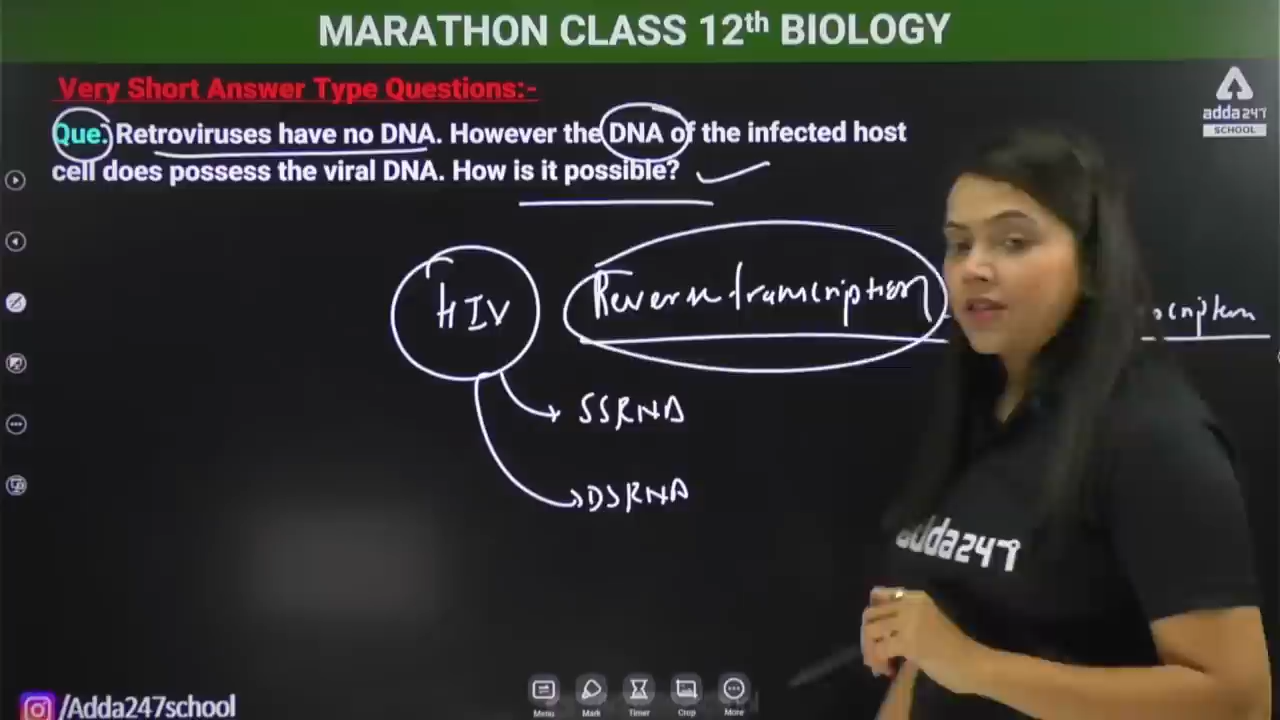 MARATHON CLASS 12th BIOLOGY
Very Short Answer Type Questions:-
adda247
SCHOOL
Que. Retroviruses have no DNA. However the DNA of the infected host
cell does possess the viral DNA. How is it possible?
HIV
Reverse transcription
SSRNA
DSRNA
adda247
/Adda247school
Menu
Mark
Timer
Crop
More